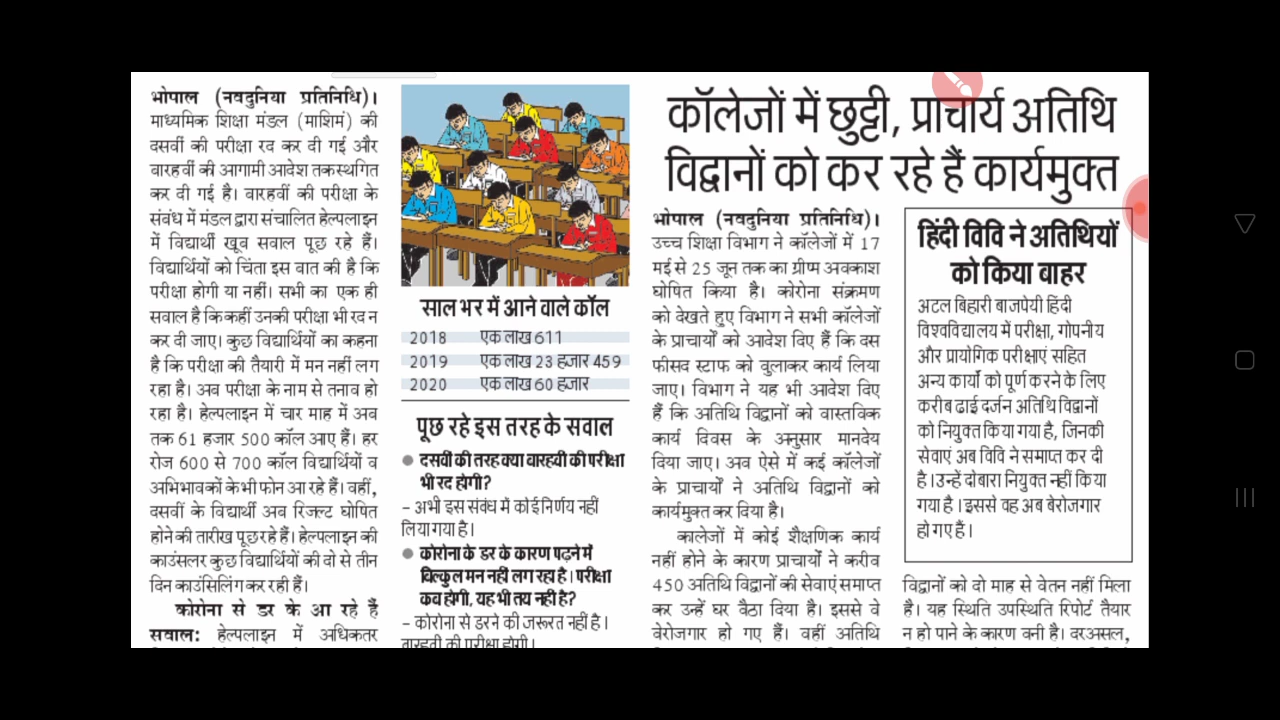 भोपाल (नवदुनिया प्रतिनिधि)।
माध्यमिक शिक्षा मंडल (माशिमं) की
दसवीं की परीक्षा रद कर दी गई और
बारहवीं की आगामी आदेश तक स्थगित
कर दी गई है। बारहवीं की परीक्षा के
संबंध में मंडल द्वारा संचालित हेल्पलाइन
में विद्यार्थी खूब सवाल पूछ रहे हैं।
विद्यार्थियों को चिंता इस बात की है कि
परीक्षा होगी या नहीं। सभी का एक ही
सवाल है कि कहीं उनकी परीक्षा भी रद न
कर दी जाए। कुछ विद्यार्थियों का कहना
है कि परीक्षा की तैयारी में मन नहीं लग
रहा है। अब परीक्षा के नाम से तनाव हो
रहा है। हेल्पलाइन में चार माह में अब
तक 61 हजार 500 कॉल आए हैं। हर
रोज 600 से 700 कॉल विद्यार्थियों व
अभिभावकों के भी फोन आ रहे हैं। वहीं,
दसवीं के विद्यार्थी अब रिजल्ट घोषित
होने की तारीख पूछ रहे हैं। हेल्पलाइन की
काउंसलर कुछ विद्यार्थियों की दो से तीन
दिन काउंसिलिंग कर रही हैं।
कोरोना से डर के आ रहे हैं
सवाल: हेल्पलाइन में अधिकतर
साल भर में आने वाले कॉल
2018 एक लाख 611
2019 एक लाख 23 हजार 459
2020 एक लाख 60 हजार
पूछ रहे इस तरह के सवाल
● दसवीं की तरह क्या बारहवीं की परीक्षा
भी रद होगी?
– अभी इस संबंध में कोई निर्णय नहीं
लिया गया है।
● कोरोना के डर के कारण पढ़ने में
बिल्कुल मन नहीं लग रहा है। परीक्षा
कब होगी, यह भी तय नहीं है?
– कोरोना से डरने की जरूरत नहीं है।
बारहवीं की परीक्षा होगी।
कॉलेजों में छुट्टी, प्राचार्य अतिथि
विद्वानों को कर रहे हैं कार्यमुक्त
भोपाल (नवदुनिया प्रतिनिधि)।
उच्च शिक्षा विभाग ने कॉलेजों में 17
मई से 25 जून तक का ग्रीष्म अवकाश
घोषित किया है। कोरोना संक्रमण
को देखते हुए विभाग ने सभी कॉलेजों
के प्राचार्यों को आदेश दिए हैं कि दस
फीसद स्टाफ को बुलाकर कार्य लिया
जाए। विभाग ने यह भी आदेश दिए
हैं कि अतिथि विद्वानों को वास्तविक
कार्य दिवस के अनुसार मानदेय
दिया जाए। अब ऐसे में कई कॉलेजों
के प्राचार्यों ने अतिथि विद्वानों को
कार्यमुक्त कर दिया है।
कालेजों में कोई शैक्षणिक कार्य
नहीं होने के कारण प्राचार्यों ने करीब
450 अतिथि विद्वानों की सेवाएं समाप्त
कर उन्हें घर बैठा दिया है। इससे वे
बेरोजगार हो गए हैं। वहीं अतिथि
हिंदी विवि ने अतिथियों
को किया बाहर
अटल बिहारी बाजपेयी हिंदी
विश्वविद्यालय में परीक्षा, गोपनीय
और प्रायोगिक परीक्षाएं सहित
अन्य कार्यों को पूर्ण करने के लिए
करीब ढाई दर्जन अतिथि विद्वानों
को नियुक्त किया गया है, जिनकी
सेवाएं अब विवि ने समाप्त कर दी
है। उन्हें दोबारा नियुक्त नहीं किया
गया है। इससे वह अब बेरोजगार
हो गए हैं।
विद्वानों को दो माह से वेतन नहीं मिला
है। यह स्थिति उपस्थिति रिपोर्ट तैयार
न हो पाने के कारण बनी है। दरअसल,